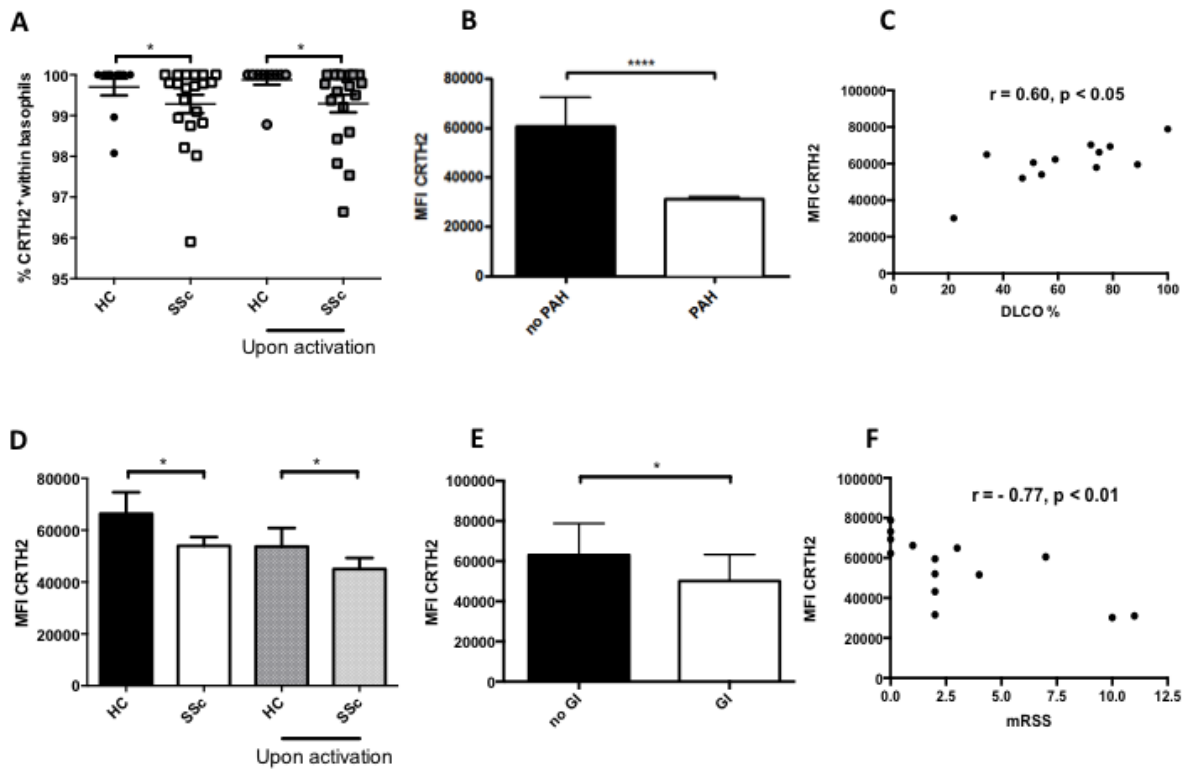 A
% CRTH2+ within basophils
100
99
98
97
96
95
*
*
HC
SSc
HC
SSc
Upon activation
B
MFI CRTH2
80000
60000
40000
20000
0
****
no PAH
PAH
C
MFI CRTH2
100000
80000
60000
40000
20000
0
r = 0.60, p < 0.05
0
20
40
60
80
100
DLCO %
D
MFI CRTH2
80000
60000
40000
20000
0
*
*
HC
SSc
HC
SSc
Upon activation
E
MFI CRTH2
100000
80000
60000
40000
20000
0
*
no GI
GI
F
MFI CRTH2
100000
80000
60000
40000
20000
0
r = - 0.77, p < 0.01
0.0
2.5
5.0
7.5
10.0
12.5
mRSS